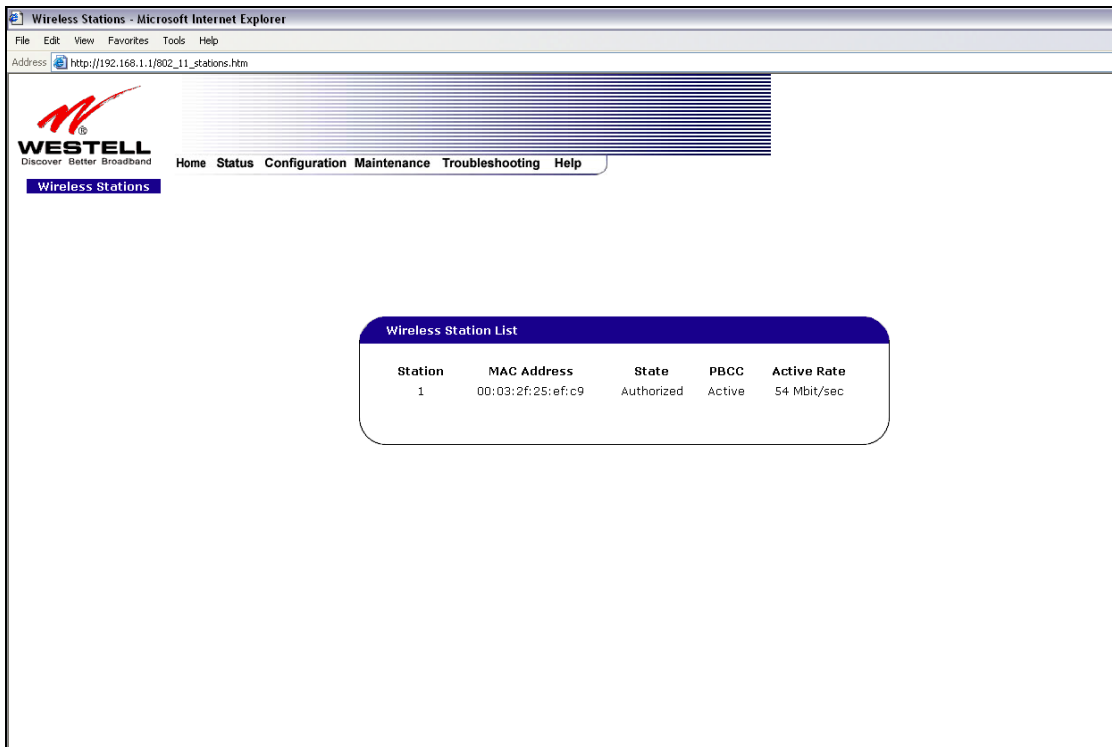 Wireless Stations - Microsoft Internet Explorer
File Edit View Favorites Tools Help
Address http://192.168.1.1/802_11_stations.htm
®
WESTELL
Discover Better Broadband
Home Status Configuration Maintenance Troubleshooting Help
Wireless Stations
Wireless Station List
Station MAC Address State PBCC Active Rate
1 00:03:2f:25:ef:c9 Authorized Active 54 Mbit/sec